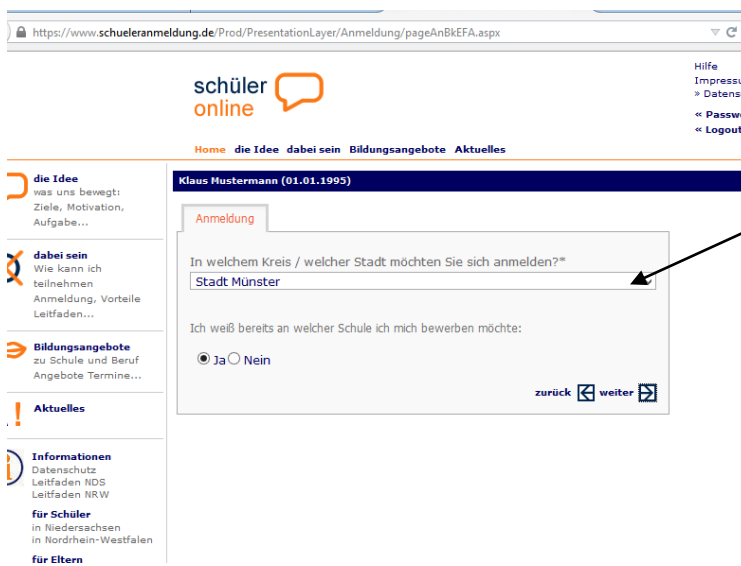 https://www.schueleranmeldung.de/Prod/PresentationLayer/Anmeldung/pageAnBkEFA.aspx
schüler
online
Hilfe
Impressu
» Datens
« Passw
« Logout
Home die Idee dabei sein Bildungsangebote Aktuelles
die Idee
was uns bewegt:
Ziele, Motivation,
Aufgabe...
dabei sein
Wie kann ich
teilnehmen
Anmeldung, Vorteile
Leitfaden...
Bildungsangebote
zu Schule und Beruf
Angebote Termine...
Aktuelles
Informationen
Datenschutz
Leitfaden NDS
Leitfaden NRW
für Schüler
in Niedersachsen
in Nordrhein-Westfalen
für Eltern
Klaus Mustermann (01.01.1995)
Anmeldung
In welchem Kreis / welcher Stadt möchten Sie sich anmelden?*
Stadt Münster
Ich weiß bereits an welcher Schule ich mich bewerben möchte:
Ja Nein
zurück weiter